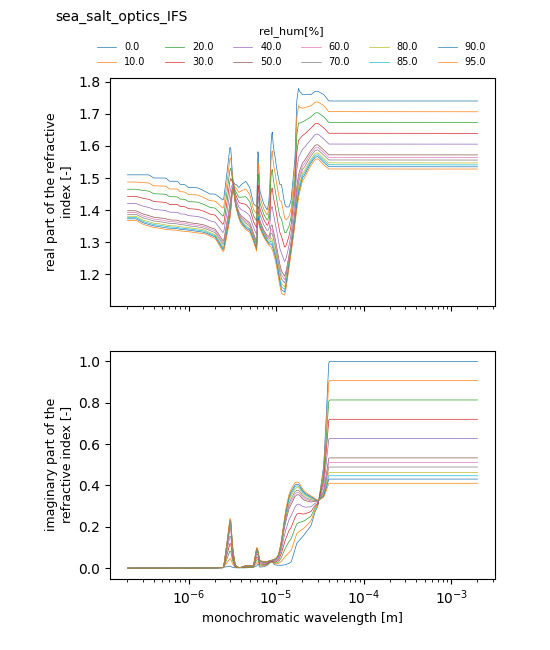 sea_salt_optics_IFS
rel_hum[%]
0.0 20.0 40.0 60.0 80.0 90.0
10.0 30.0 50.0 70.0 85.0 95.0
1.8
1.7
1.6
1.5
1.4
1.3
1.2
real part of the refractive
index [-]
1.0
0.8
0.6
0.4
0.2
0.0
imaginary part of the
refractive index [-]
10⁻⁶ 10⁻⁵ 10⁻⁴ 10⁻³
monochromatic wavelength [m]